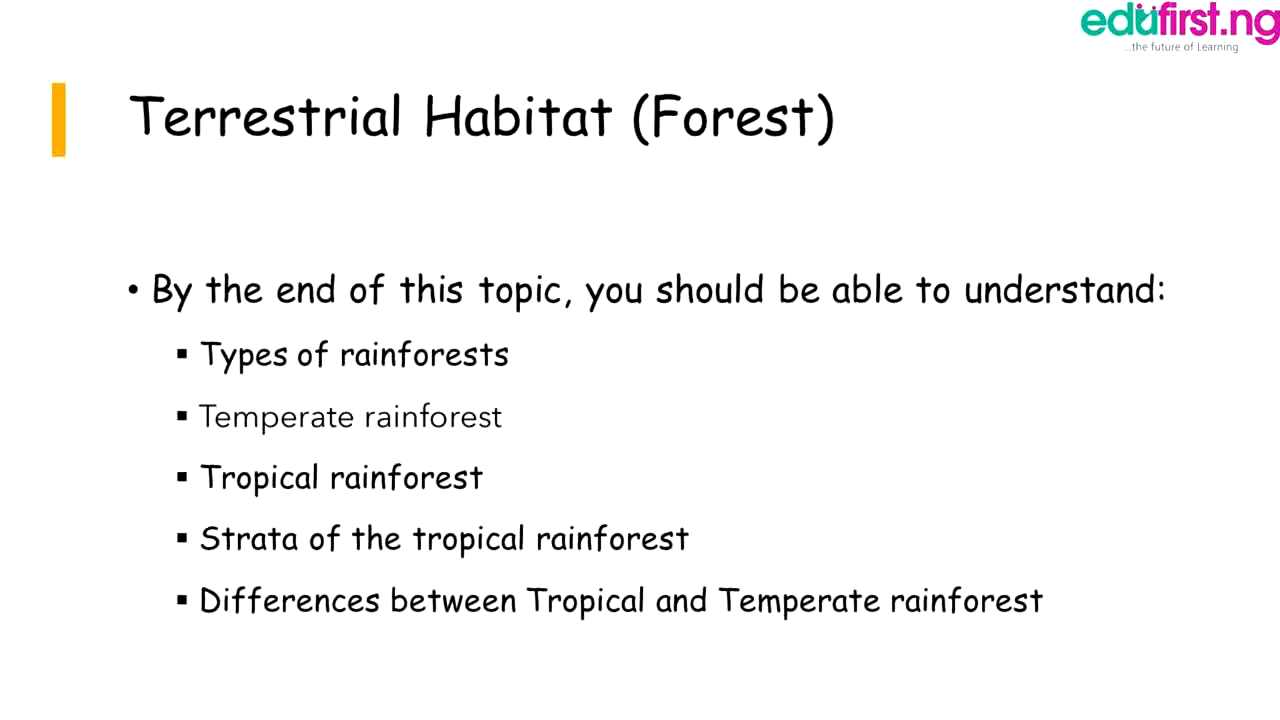 edufirst.ng
...the future of Learning
Terrestrial Habitat (Forest)
• By the end of this topic, you should be able to understand:
▪ Types of rainforests
▪ Temperate rainforest
▪ Tropical rainforest
▪ Strata of the tropical rainforest
▪ Differences between Tropical and Temperate rainforest